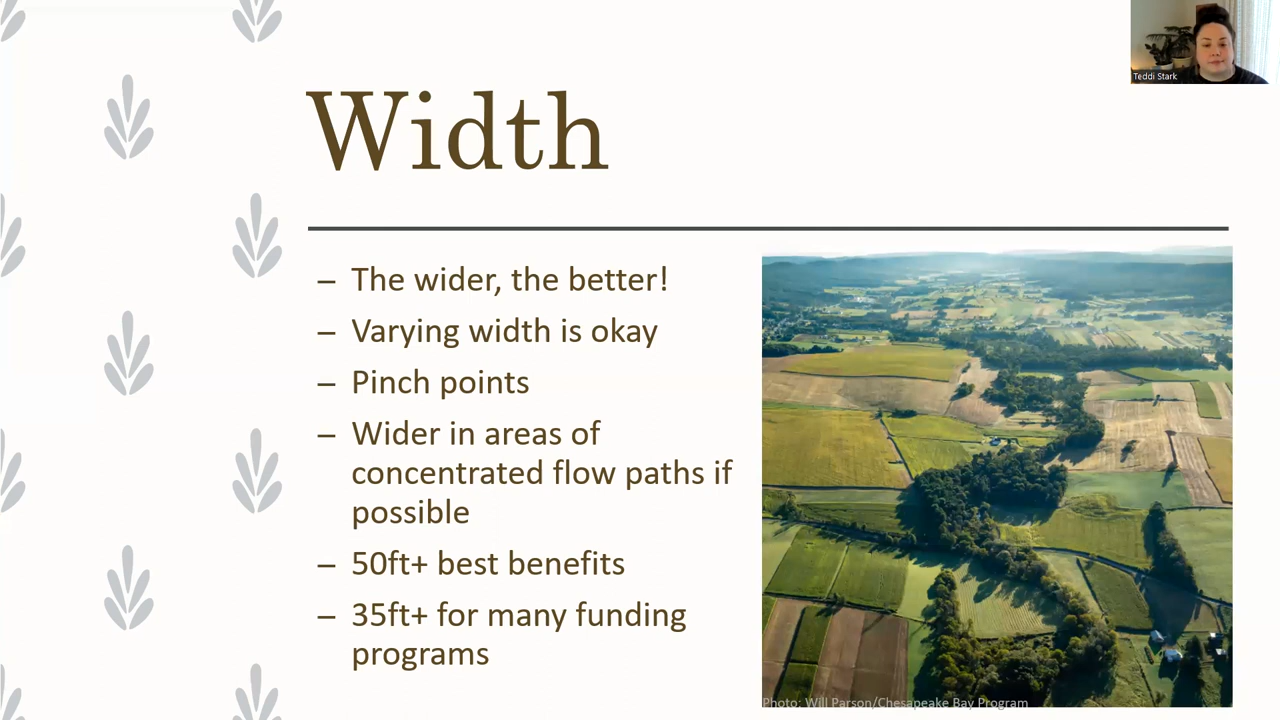 Teddi Stark
Width
– The wider, the better!
– Varying width is okay
– Pinch points
– Wider in areas of
concentrated flow paths if
possible
– 50ft+ best benefits
– 35ft+ for many funding
programs
Photo: Will Parson/Chesapeake Bay Program